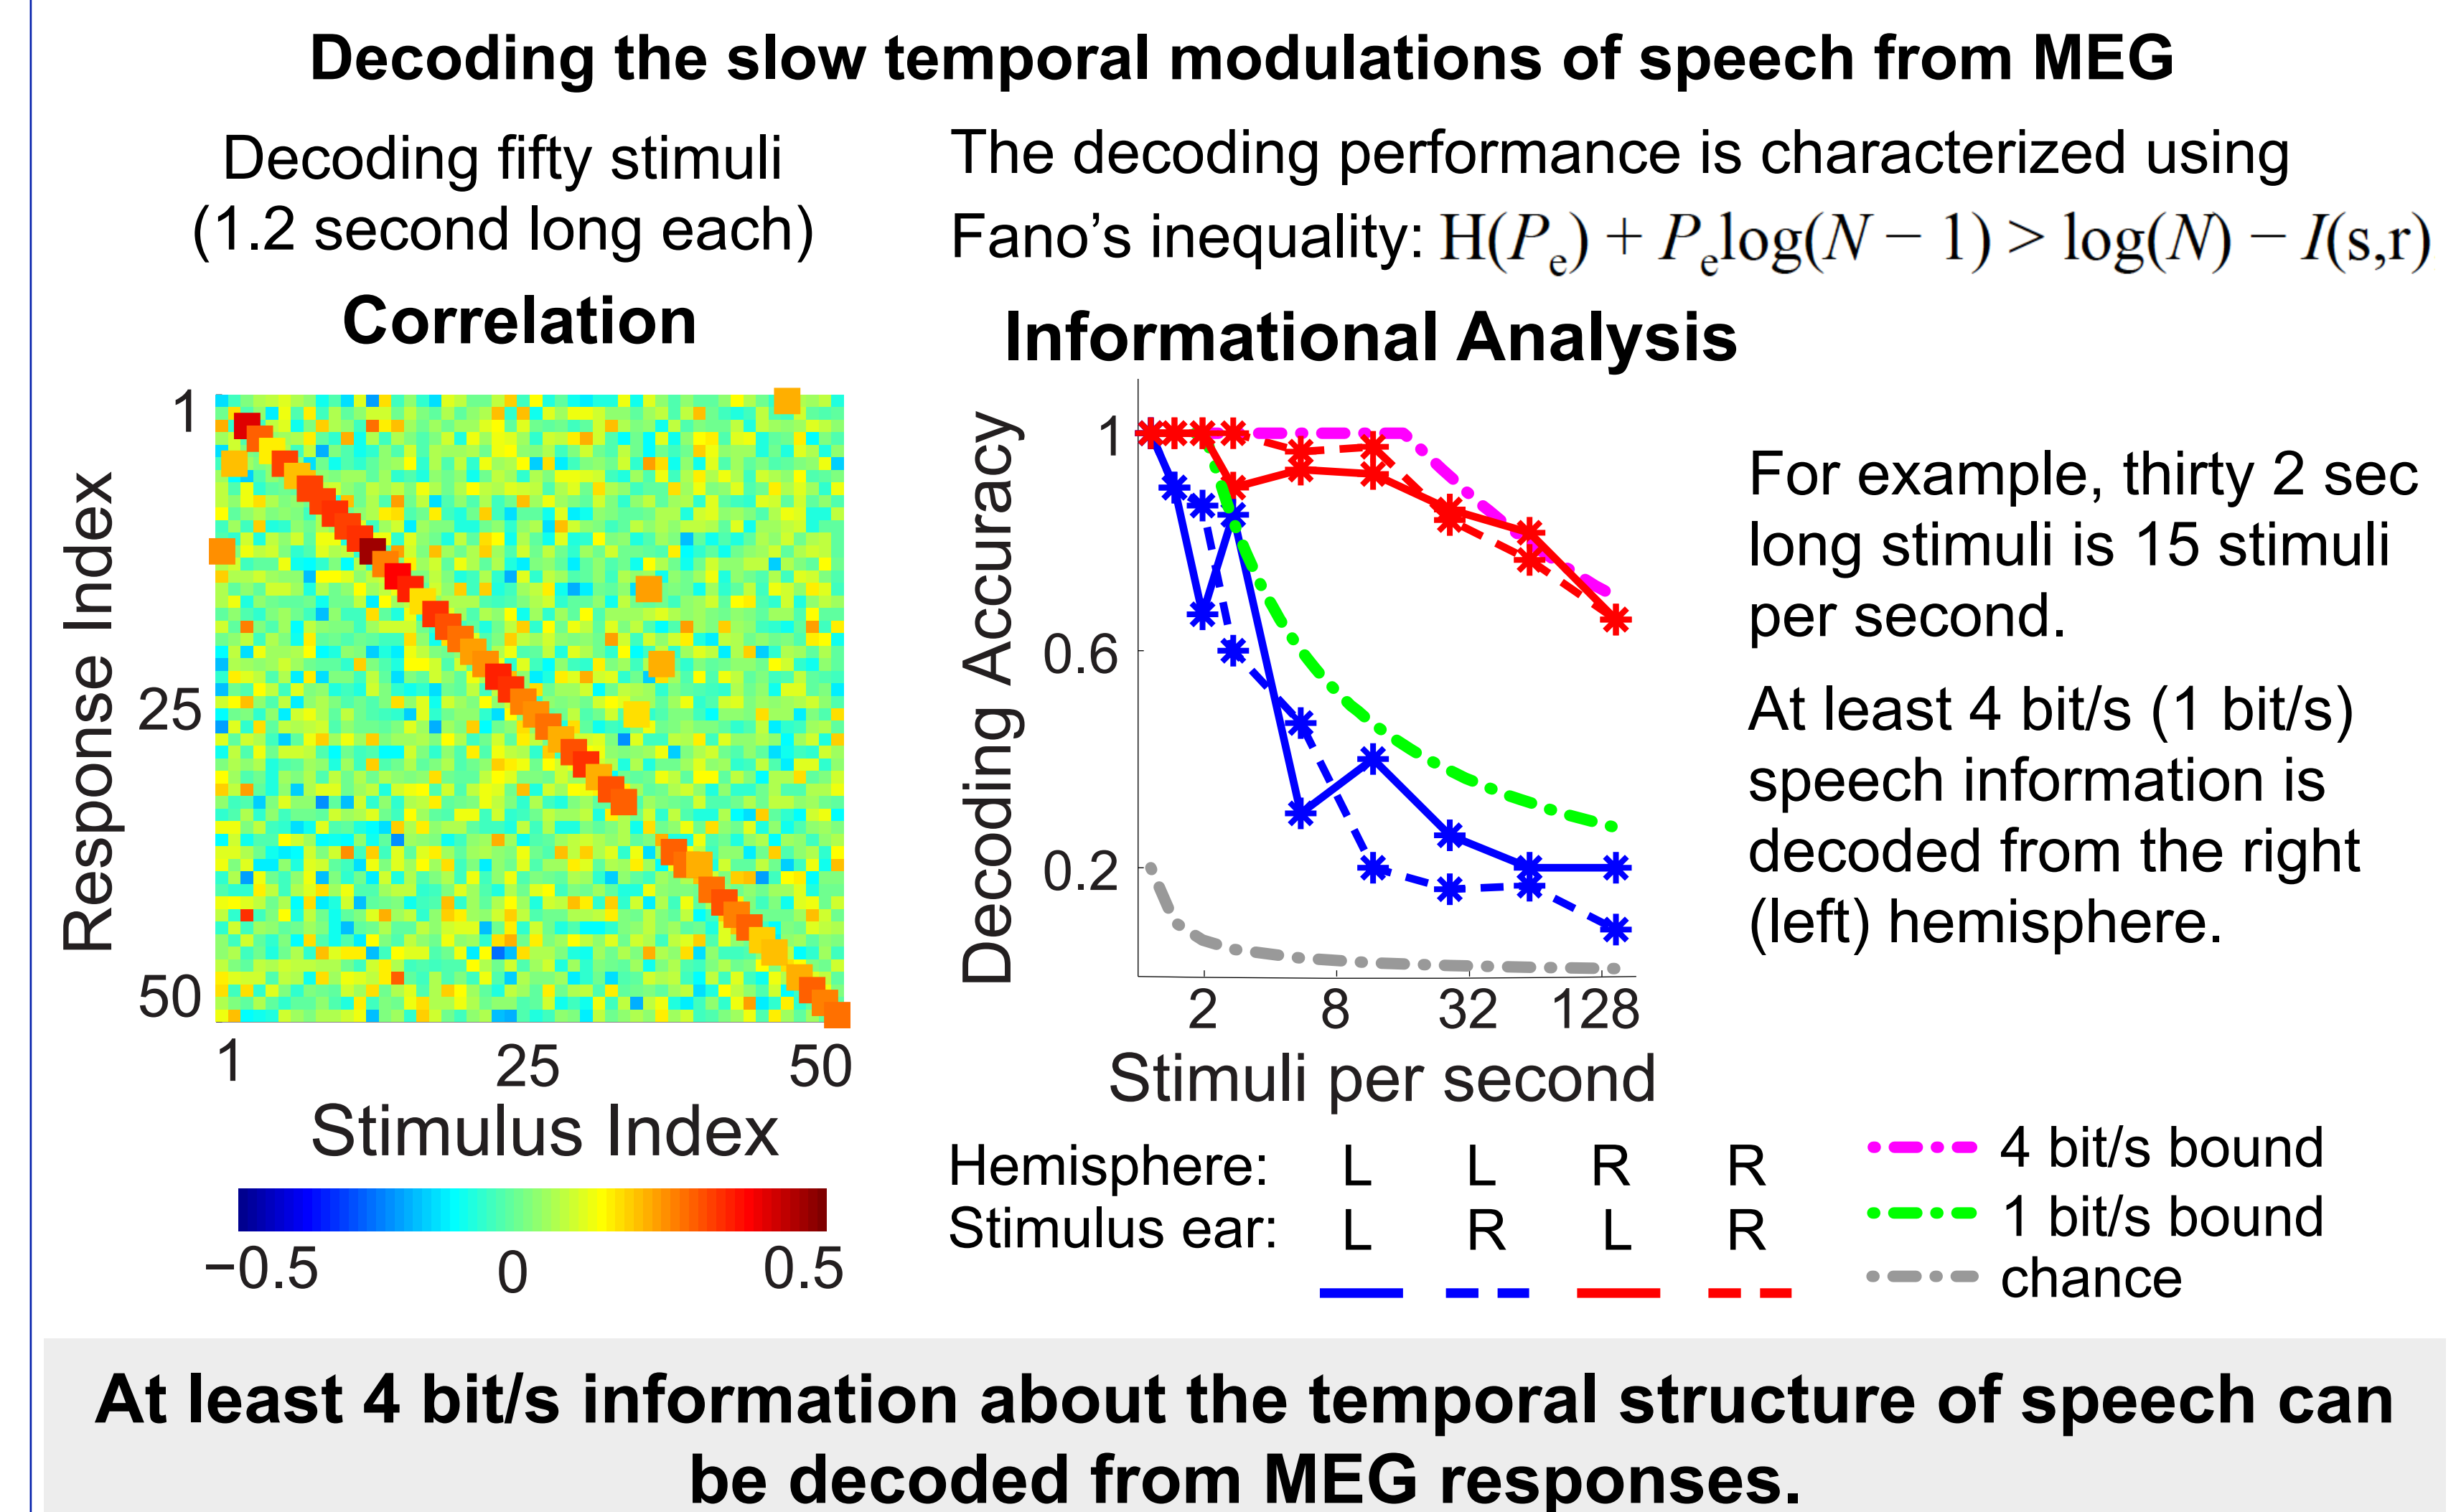 Decoding the slow temporal modulations of speech from MEG
Decoding fifty stimuli
(1.2 second long each)
The decoding performance is characterized using
Fano's inequality: H(Pe) + Pelog(N − 1) > log(N) − I(s,r)
Correlation
Response Index
1
25
50
1 25 50
Stimulus Index
−0.5 0 0.5
Informational Analysis
Decoding Accuracy
1
0.6
0.2
2 8 32 128
Stimuli per second
Hemisphere: L L R R
Stimulus ear: L R L R
4 bit/s bound
1 bit/s bound
chance
For example, thirty 2 sec
long stimuli is 15 stimuli
per second.
At least 4 bit/s (1 bit/s)
speech information is
decoded from the right
(left) hemisphere.
At least 4 bit/s information about the temporal structure of speech can
be decoded from MEG responses.